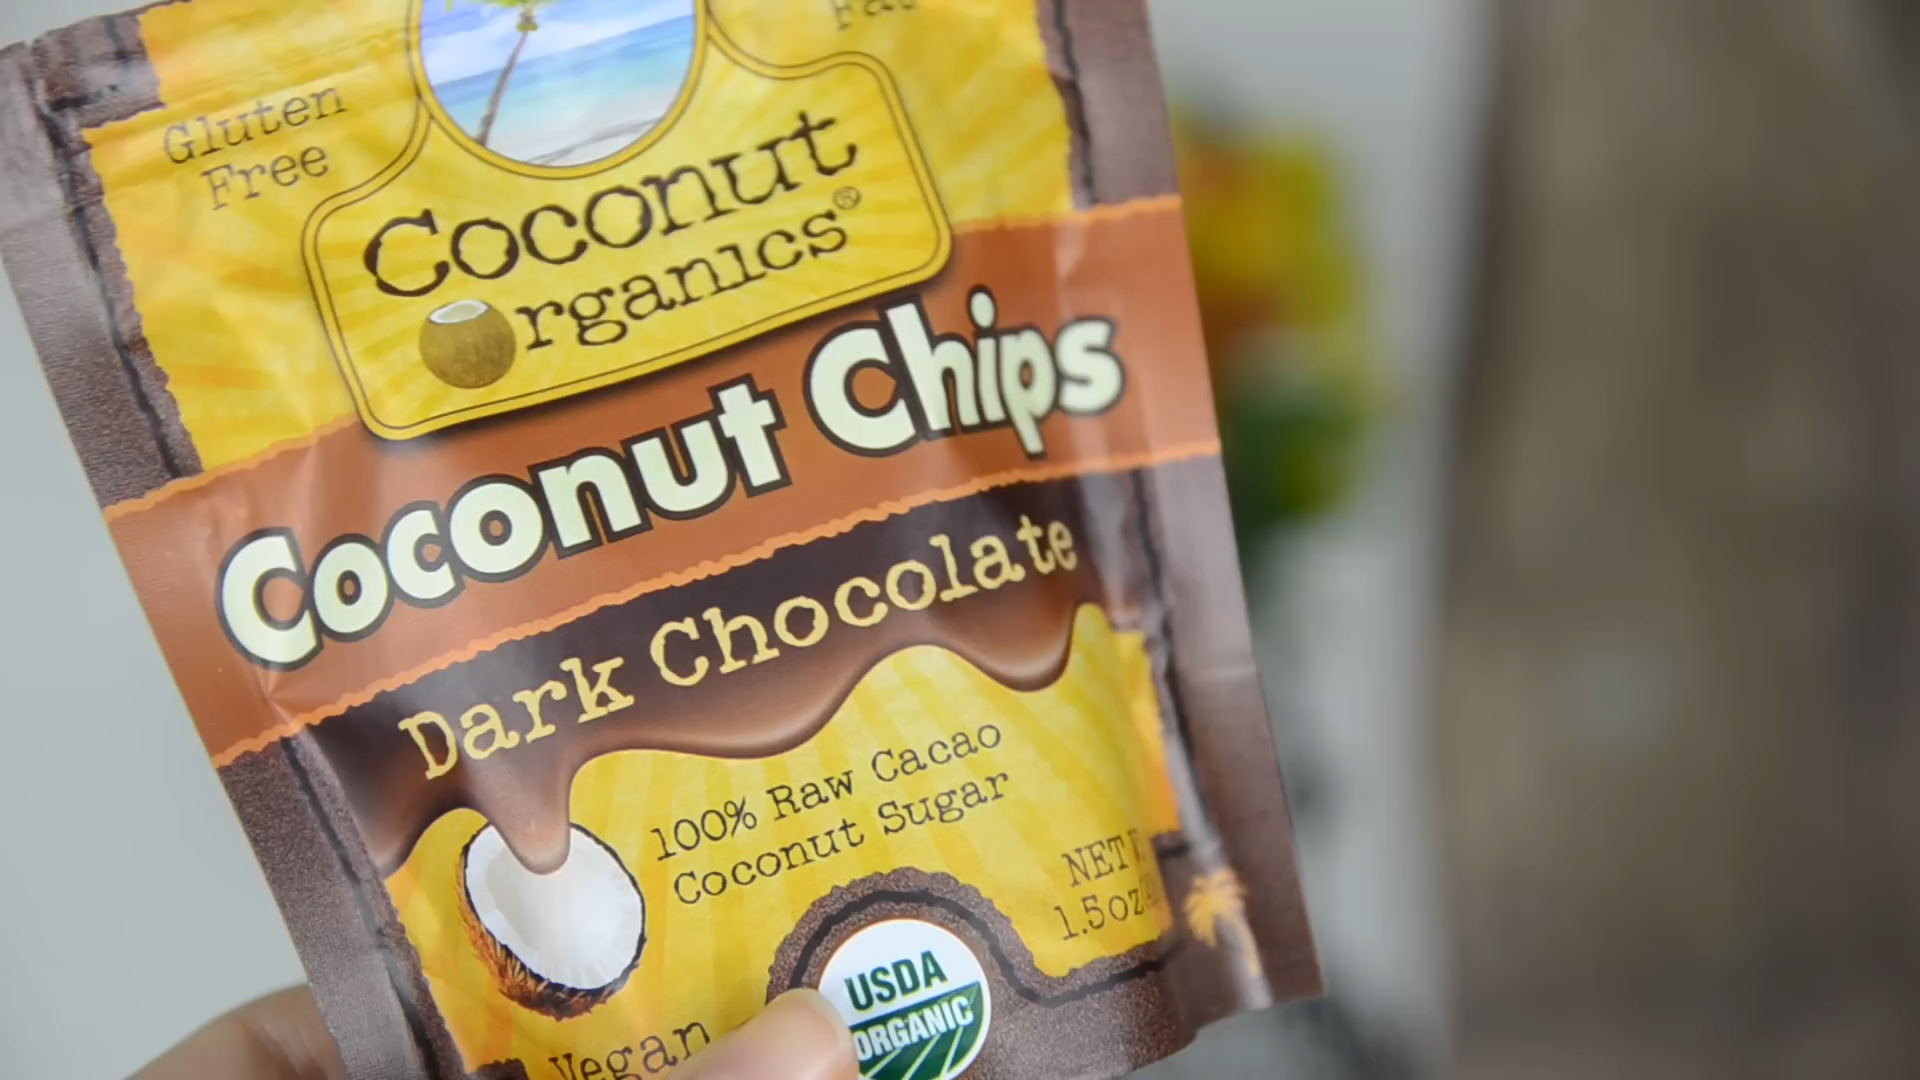 Gluten
Free
Fat
Coconut
Organics®
Coconut Chips
Dark Chocolate
100% Raw Cacao
Coconut Sugar
NET
1.5oz
USDA
ORGANIC
Vegan